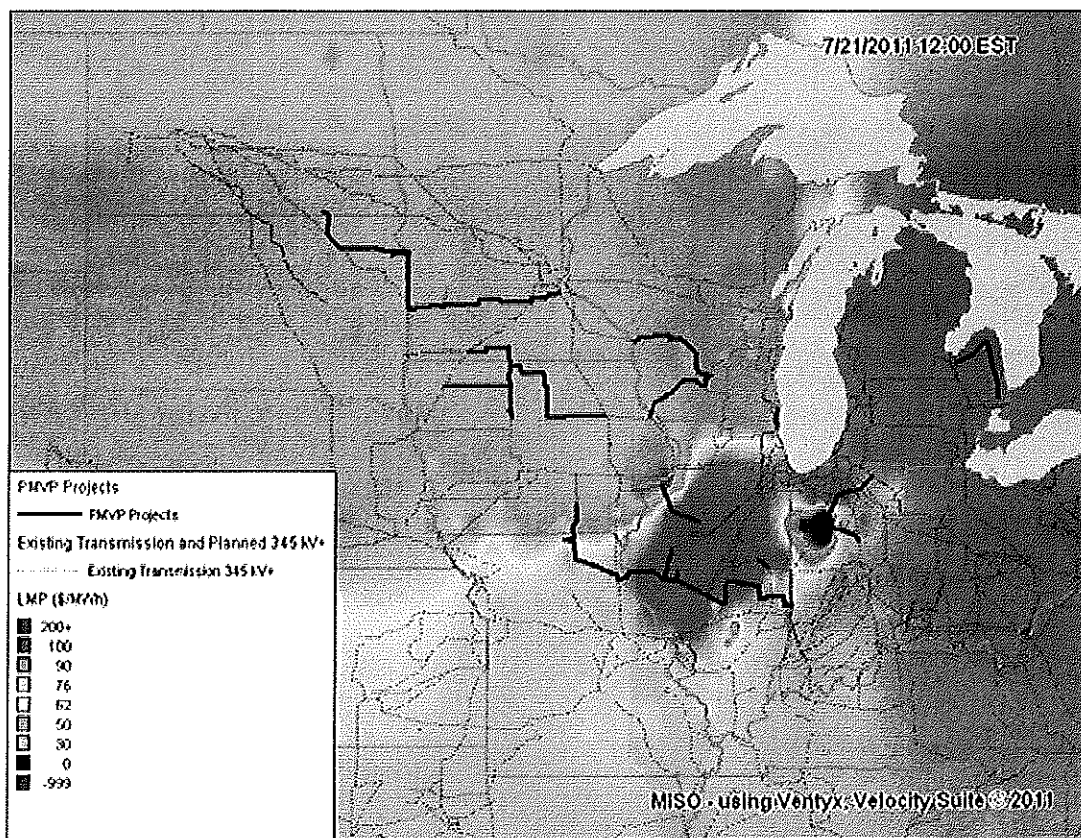 7/21/2011 12:00 EST
PMVP Projects
PMVP Projects
Existing Transmission and Planned 345 kV+
Existing Transmission 345 kV+
LMP ($/MWh)
200+
100
90
76
62
50
30
0
-999
MISO - using Ventyx, Velocity Suite © 2011